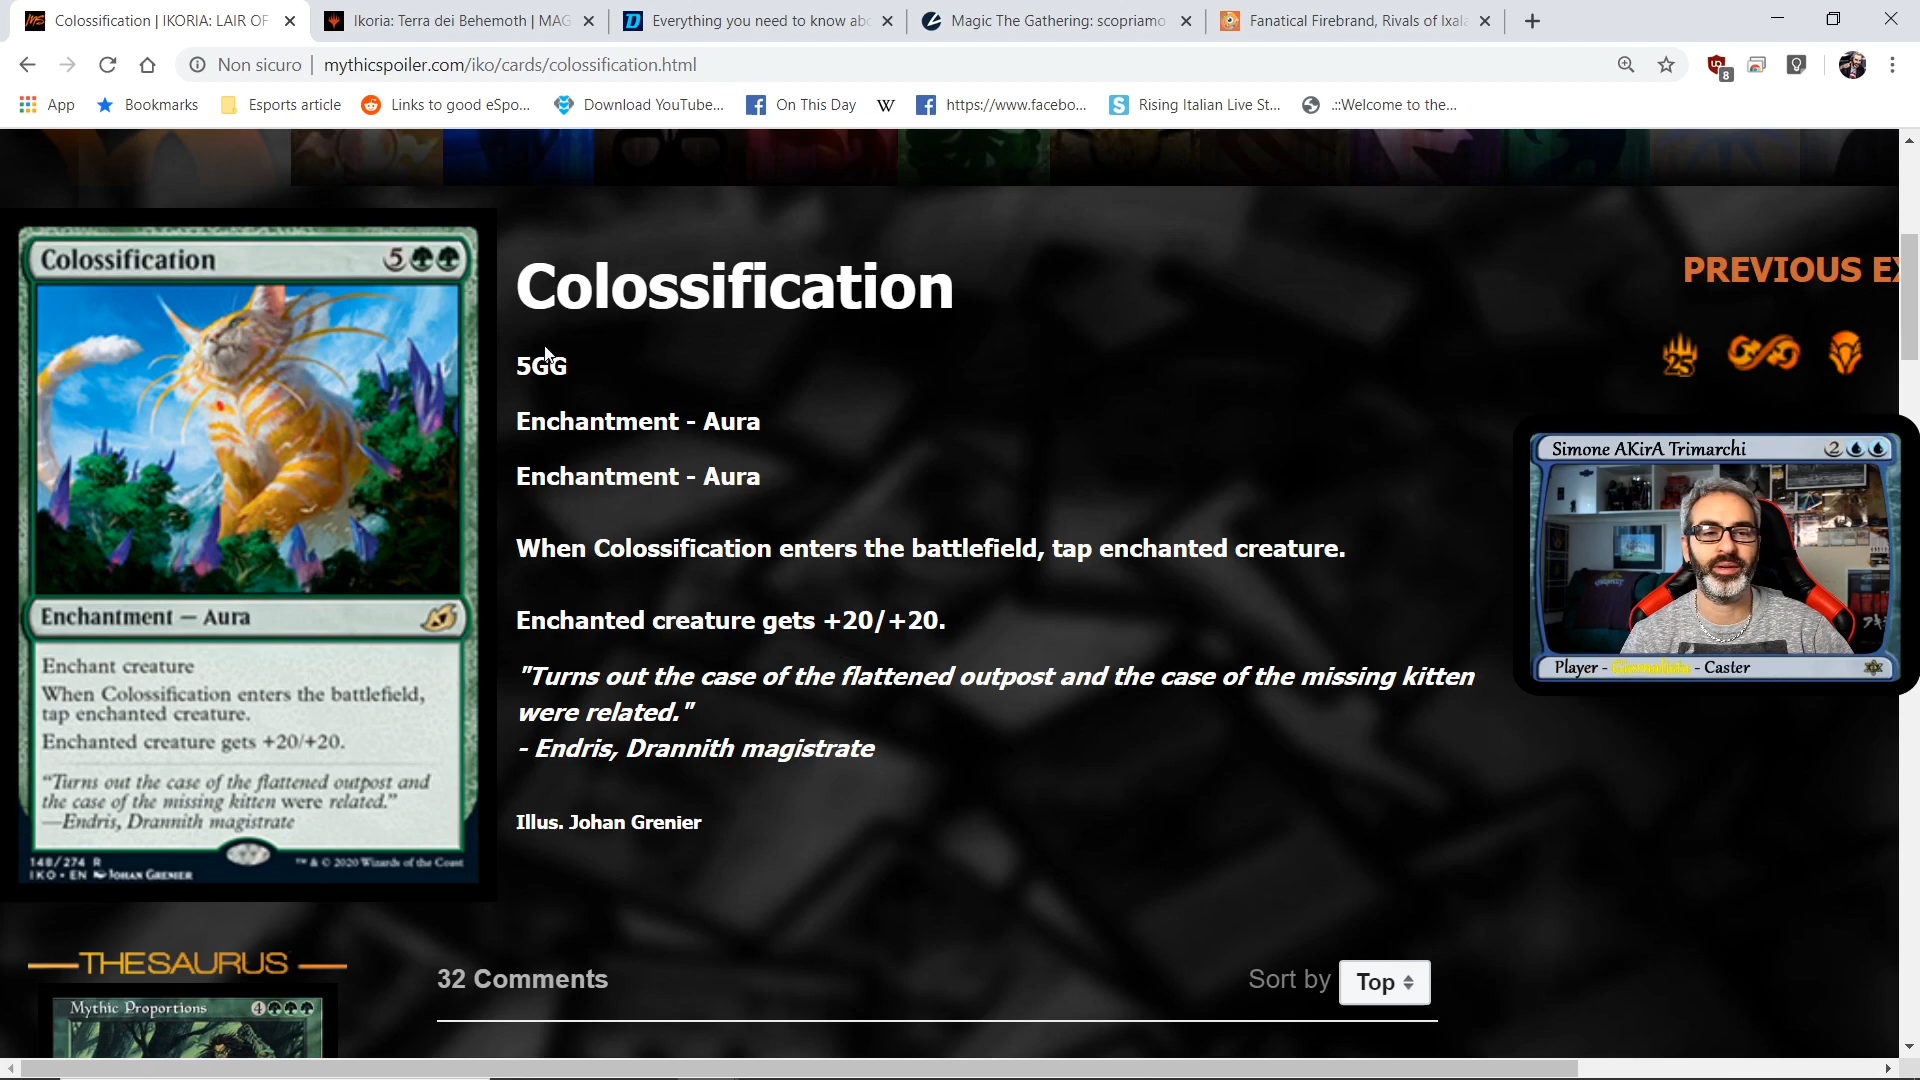 Colossification | IKORIA: LAIR OF
Ikoria: Terra dei Behemoth | MAG
Everything you need to know abo
Magic The Gathering: scopriamo
Fanatical Firebrand, Rivals of Ixala
Non sicuro
mythicspoiler.com/iko/cards/colossification.html
8
App
Bookmarks
Esports article
Links to good eSpo...
Download YouTube...
On This Day
W
https://www.facebo...
Rising Italian Live St...
.::Welcome to the...
Colossification 5
Enchantment — Aura
Enchant creature
When Colossification enters the battlefield,
tap enchanted creature.
Enchanted creature gets +20/+20.
"Turns out the case of the flattened outpost and
the case of the missing kitten were related."
—Endris, Drannith magistrate
148/274 R
™ & © 2020 Wizards of the Coast
IKO • EN JOHAN GRENIER
Colossification
5GG
Enchantment - Aura
Enchantment - Aura
When Colossification enters the battlefield, tap enchanted creature.
Enchanted creature gets +20/+20.
"Turns out the case of the flattened outpost and the case of the missing kitten
were related."
- Endris, Drannith magistrate
Illus. Johan Grenier
PREVIOUS EX
25
Simone AKirA Trimarchi 2
Player - Giornalista - Caster
THESAURUS
Mythic Proportions 4
32 Comments
Sort by
Top